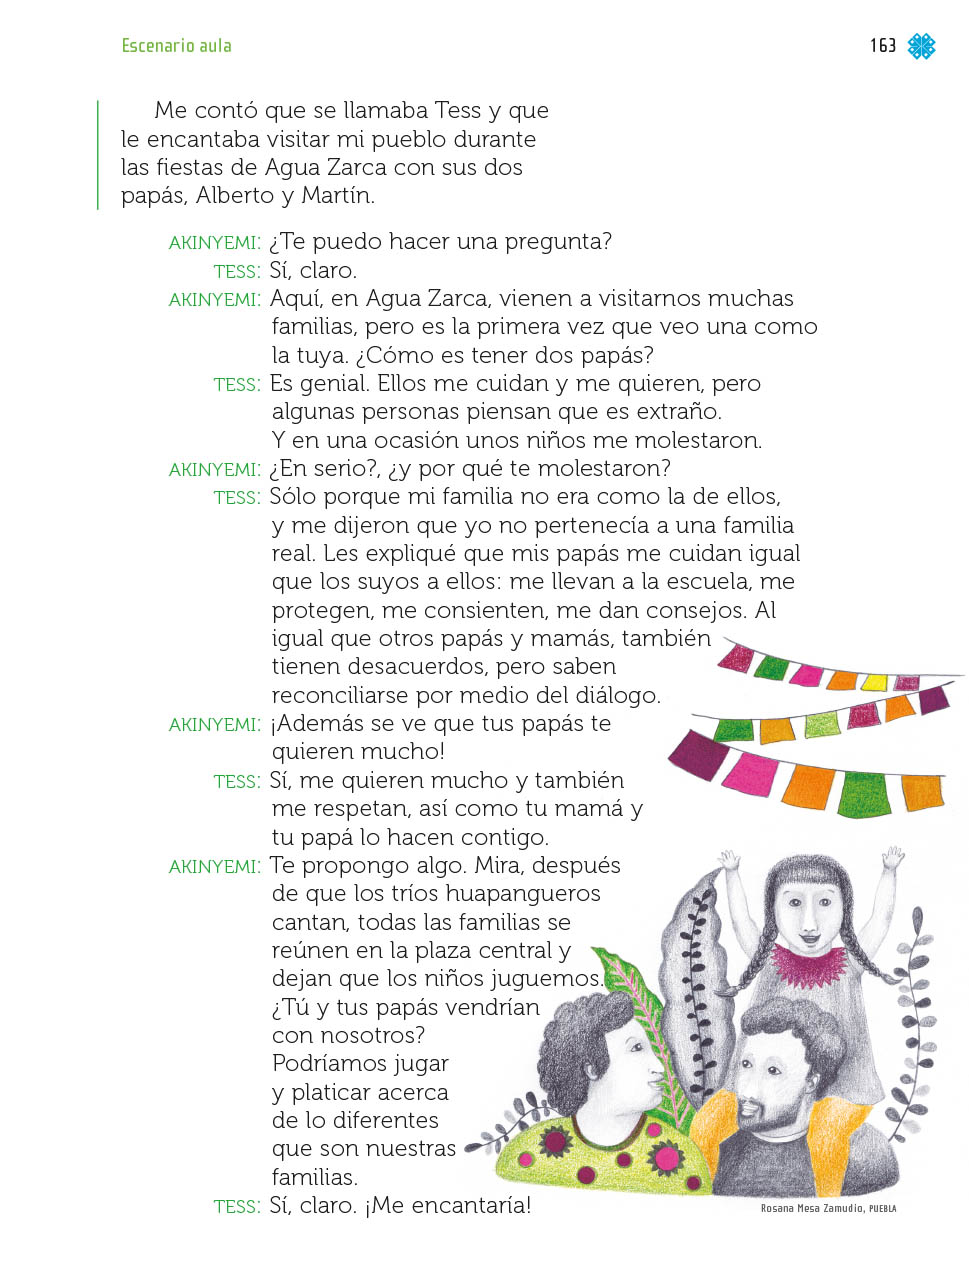 Escenario aula
163
Me contó que se llamaba Tess y que
le encantaba visitar mi pueblo durante
las fiestas de Agua Zarca con sus dos
papás, Alberto y Martín.
AKINYEMI: ¿Te puedo hacer una pregunta?
TESS: Sí, claro.
AKINYEMI: Aquí, en Agua Zarca, vienen a visitarnos muchas
familias, pero es la primera vez que veo una como
la tuya. ¿Cómo es tener dos papás?
TESS: Es genial. Ellos me cuidan y me quieren, pero
algunas personas piensan que es extraño.
Y en una ocasión unos niños me molestaron.
AKINYEMI: ¿En serio?, ¿y por qué te molestaron?
TESS: Sólo porque mi familia no era como la de ellos,
y me dijeron que yo no pertenecía a una familia
real. Les expliqué que mis papás me cuidan igual
que los suyos a ellos: me llevan a la escuela, me
protegen, me consienten, me dan consejos. Al
igual que otros papás y mamás, también
tienen desacuerdos, pero saben
reconciliarse por medio del diálogo.
AKINYEMI: ¡Además se ve que tus papás te
quieren mucho!
TESS: Sí, me quieren mucho y también
me respetan, así como tu mamá y
tu papá lo hacen contigo.
AKINYEMI: Te propongo algo. Mira, después
de que los tríos huapangueros
cantan, todas las familias se
reúnen en la plaza central y
dejan que los niños juguemos.
¿Tú y tus papás vendrían
con nosotros?
Podríamos jugar
y platicar acerca
de lo diferentes
que son nuestras
familias.
TESS: Sí, claro. ¡Me encantaría!
Rosana Mesa Zamudio, PUEBLA